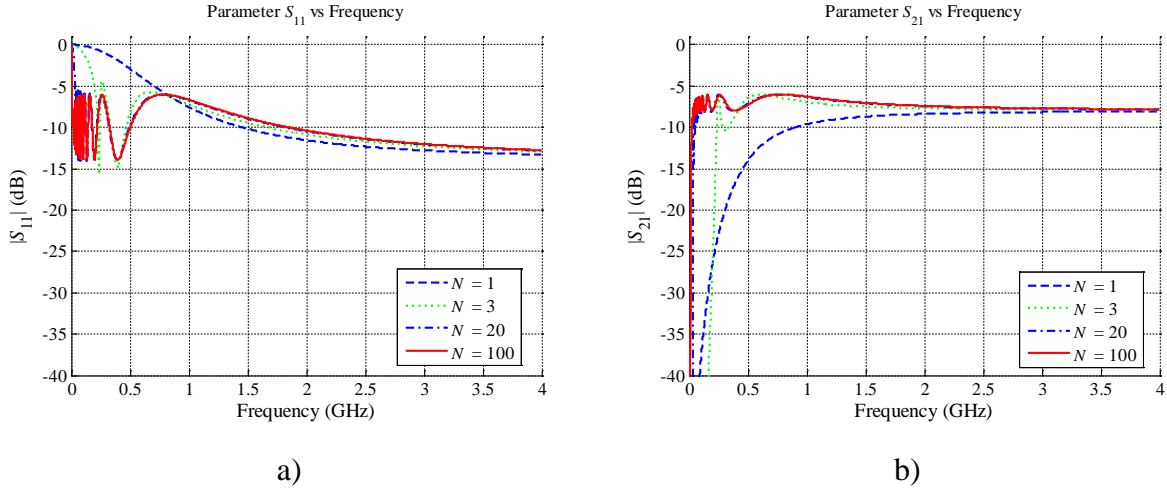 Parameter S11 vs Frequency
0
-5
-10
-15
-20
-25
-30
-35
-40
|S11| (dB)
N = 1
N = 3
N = 20
N = 100
0 0.5 1 1.5 2 2.5 3 3.5 4
Frequency (GHz)
a)
Parameter S21 vs Frequency
0
-5
-10
-15
-20
-25
-30
-35
-40
|S21| (dB)
N = 1
N = 3
N = 20
N = 100
0 0.5 1 1.5 2 2.5 3 3.5 4
Frequency (GHz)
b)